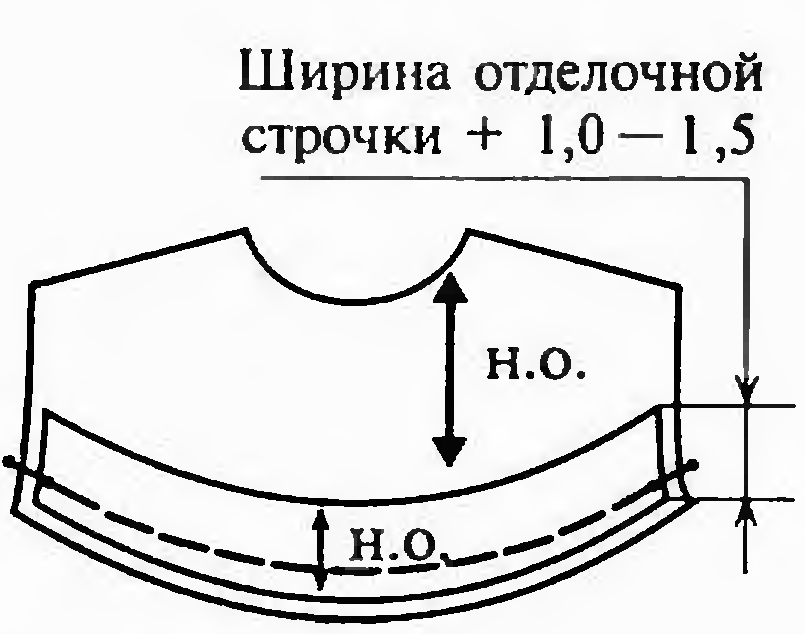 Ширина отделочной
строчки + 1,0 — 1,5
н.о.
н.о.